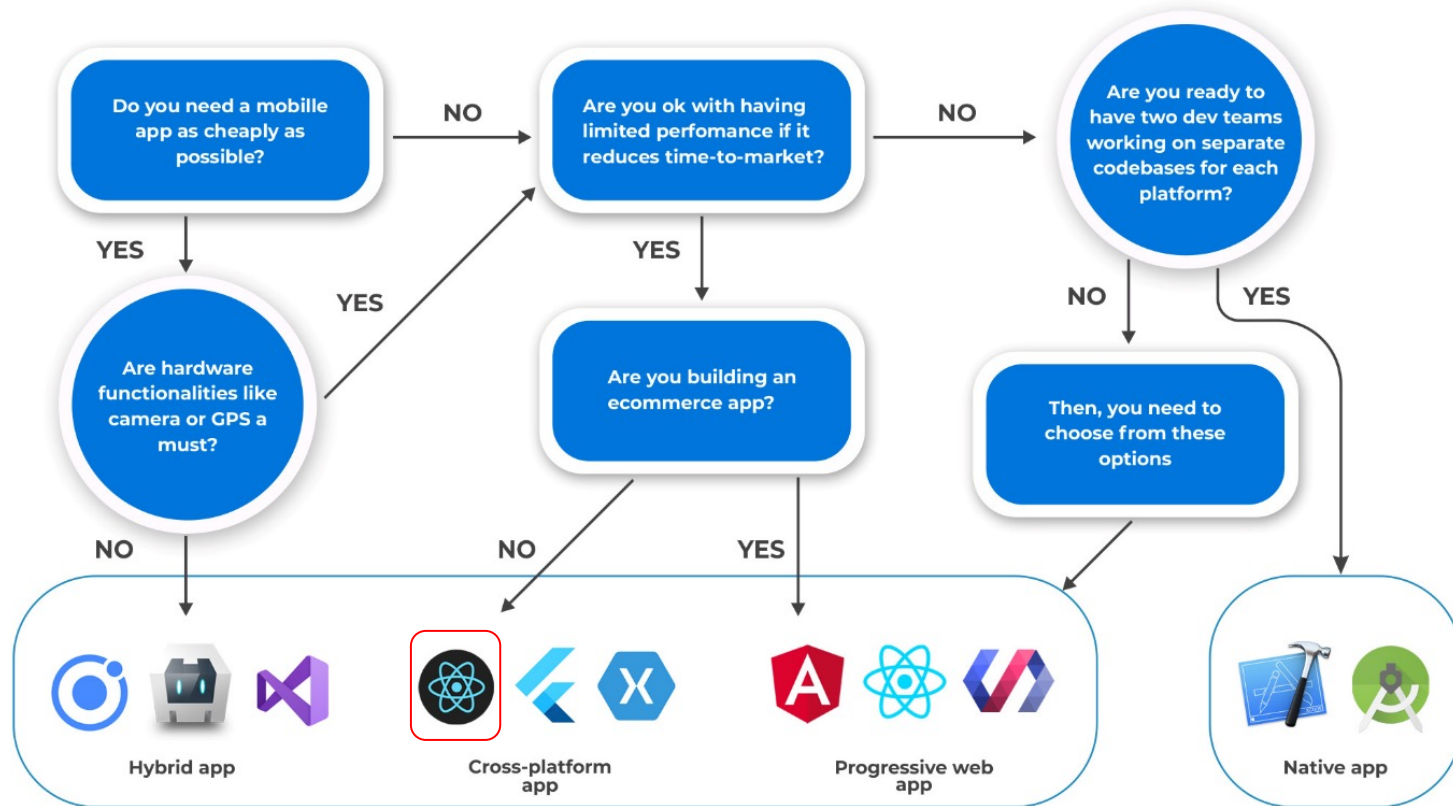 Do you need a mobille
app as cheaply as
possible?
NO
Are you ok with having
limited perfomance if it
reduces time-to-market?
NO
Are you ready to
have two dev teams
working on separate
codebases for each
platform?
YES
YES
YES
NO
YES
Are hardware
functionalities like
camera or GPS a
must?
Are you building an
ecommerce app?
Then, you need to
choose from these
options
NO
NO
YES
X
A
Hybrid app
Cross-platform
app
Progressive web
app
Native app